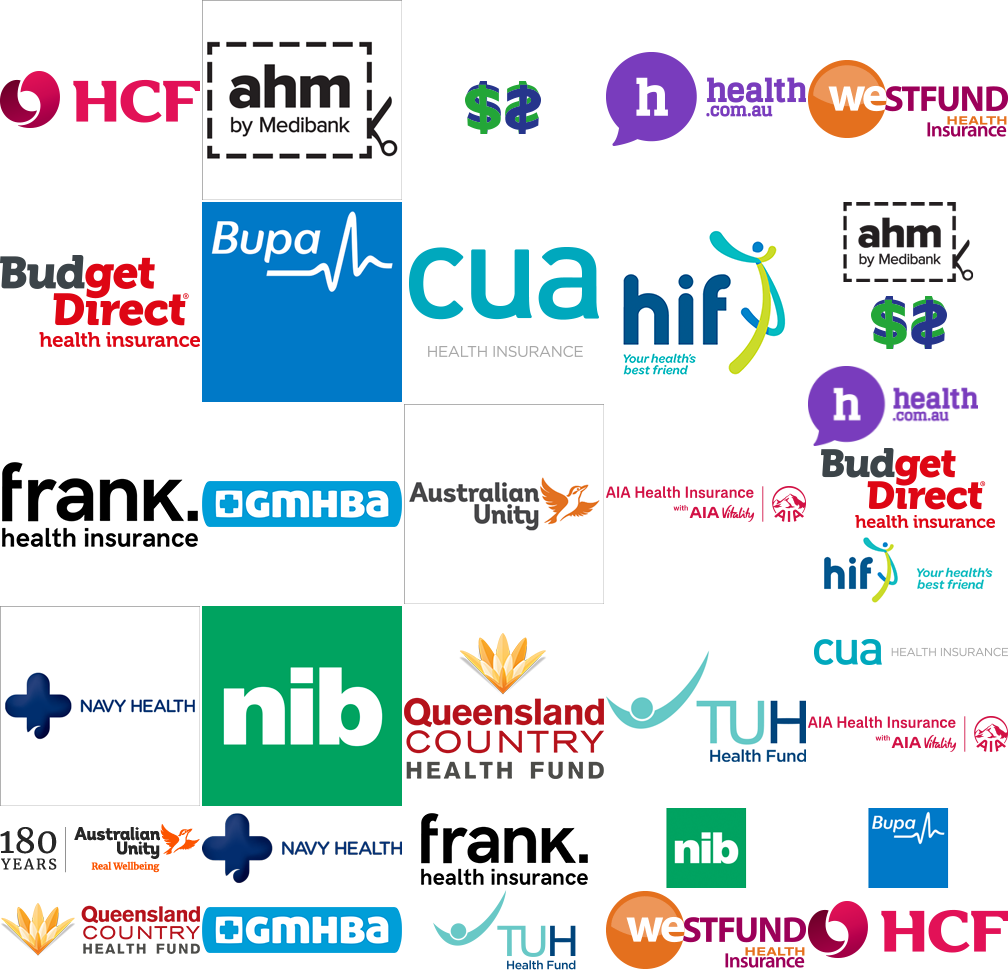 HCF
ahm
by Medibank
$$
h
health
.com.au
weSTFUND
HEALTH
Insurance
Budget
Direct®
health insurance
Bupa
cua
HEALTH INSURANCE
hif
Your health's
best friend
ahm
by Medibank
$$
h
health
.com.au
Budget
Direct®
health insurance
hif
Your health's
best friend
frank.
health insurance
GMHBa
Australian
Unity
AIA Health Insurance
with AIA Vitality
AIA
NAVY HEALTH
nib
Queensland
COUNTRY
HEALTH FUND
TUH
Health Fund
cua HEALTH INSURANCE
AIA Health Insurance
with AIA Vitality
AIA
180
YEARS
Australian
Unity
Real Wellbeing
NAVY HEALTH
frank.
health insurance
nib
Bupa
Queensland
COUNTRY
HEALTH FUND
GMHBa
TUH
Health Fund
weSTFUND
HEALTH
Insurance
HCF